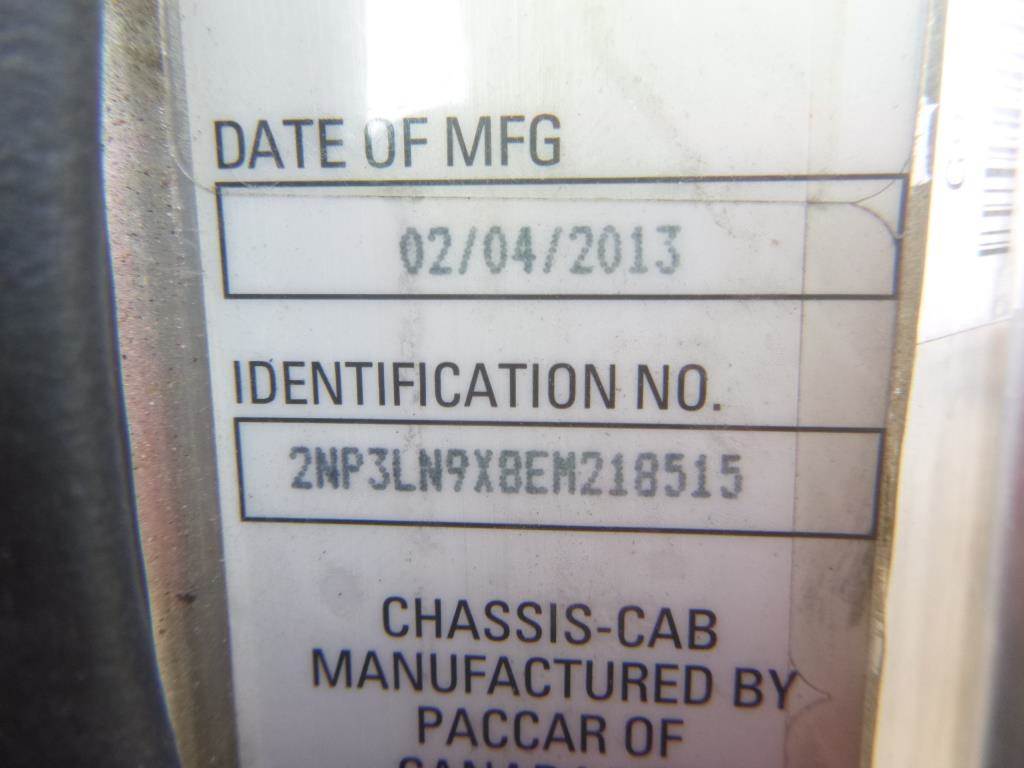 DATE OF MFG
02/04/2013
IDENTIFICATION NO.
2NP3LN9X8EM218515
CHASSIS-CAB
MANUFACTURED BY
PACCAR OF